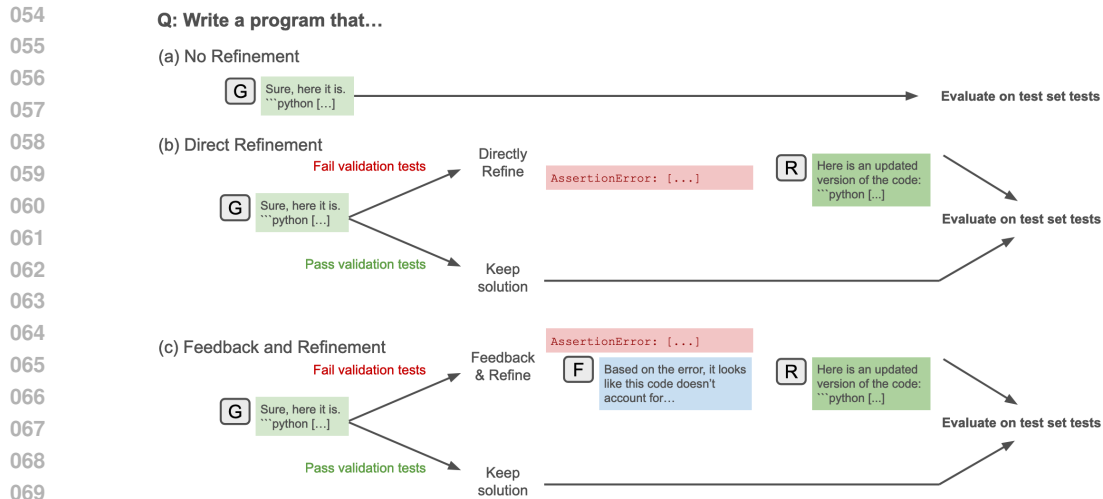 054
055
056
057
058
059
060
061
062
063
064
065
066
067
068
069
Q: Write a program that…
(a) No Refinement
G
Sure, here it is.
```python […]
Evaluate on test set tests
(b) Direct Refinement
Fail validation tests
Directly
Refine
AssertionError: [...]
R
Here is an updated
version of the code:
```python [...]
G
Sure, here it is.
```python […]
Evaluate on test set tests
Pass validation tests
Keep
solution
(c) Feedback and Refinement
Fail validation tests
Feedback
& Refine
AssertionError: [...]
F
Based on the error, it looks
like this code doesn't
account for…
R
Here is an updated
version of the code:
```python [...]
G
Sure, here it is.
```python […]
Evaluate on test set tests
Pass validation tests
Keep
solution